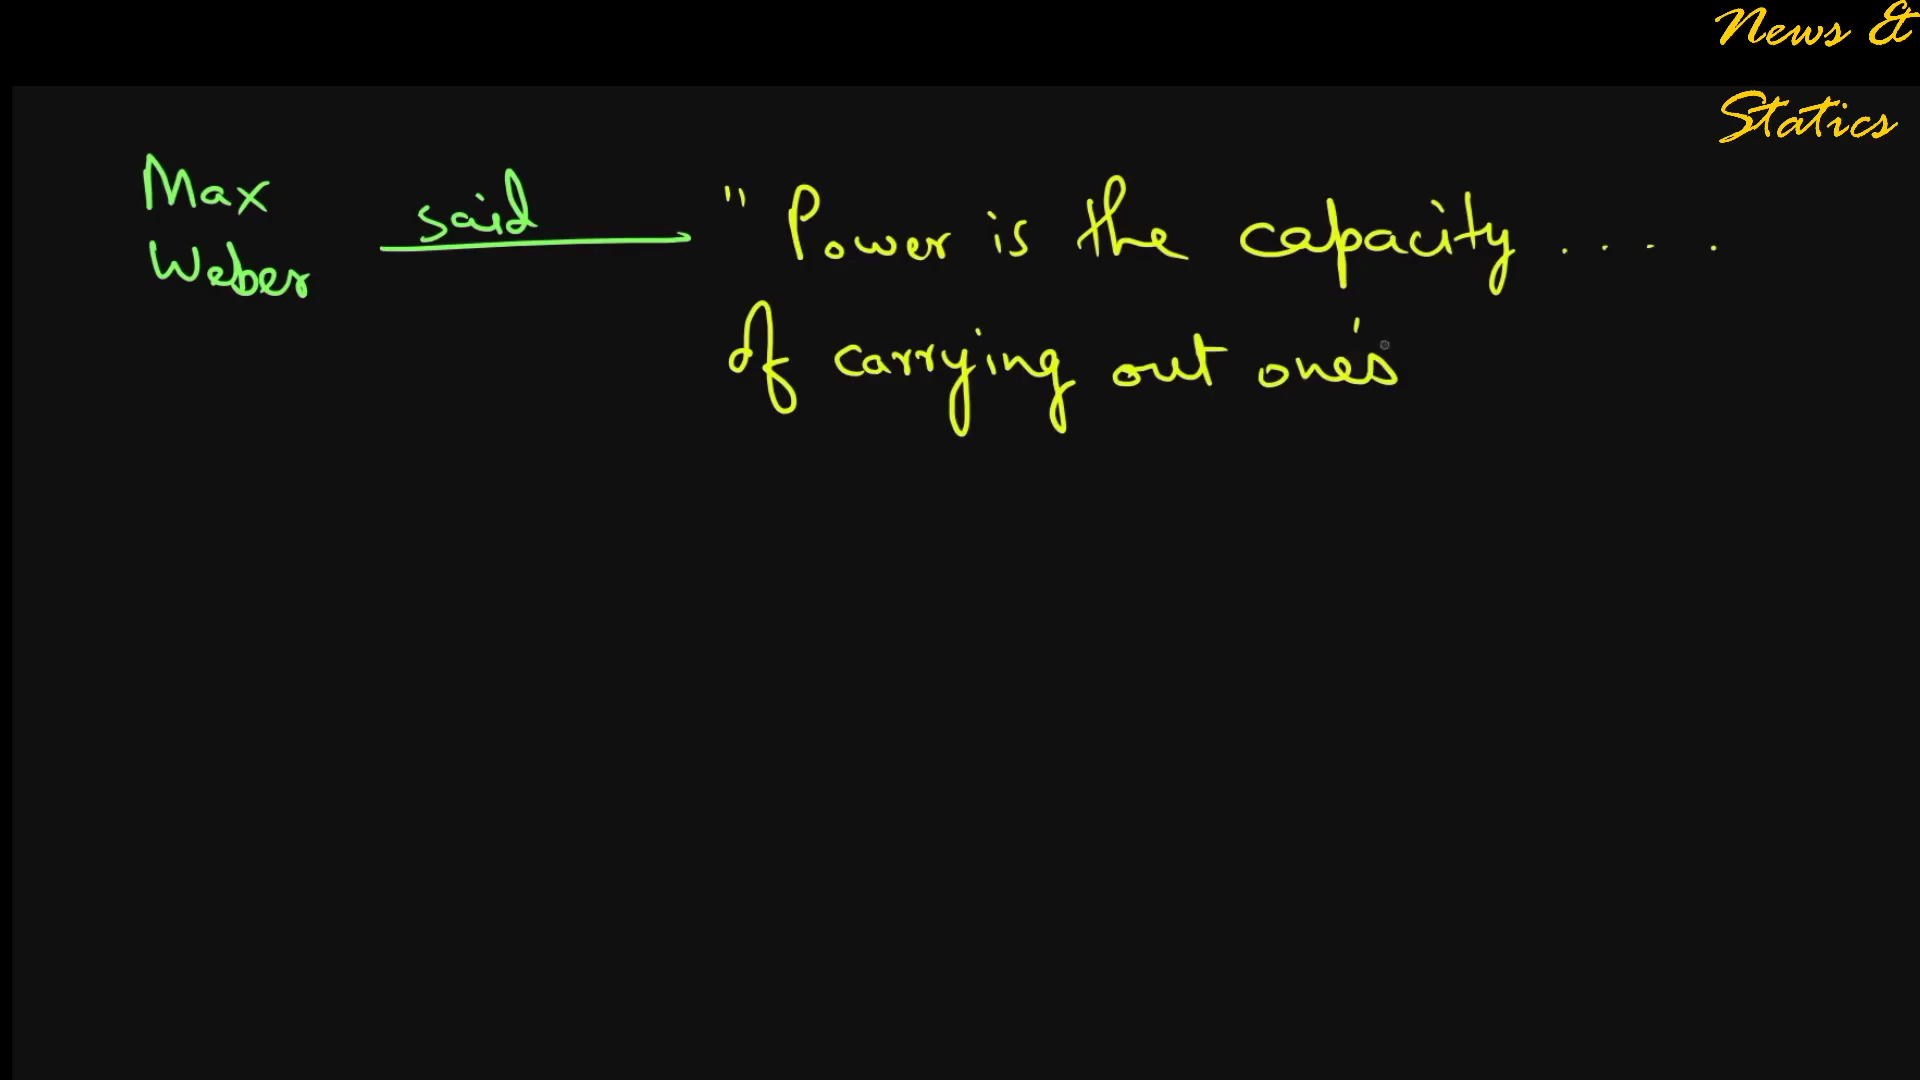 News &
Statics
Max
Weber
said
" Power is the capacity . . . .
of carrying out one's